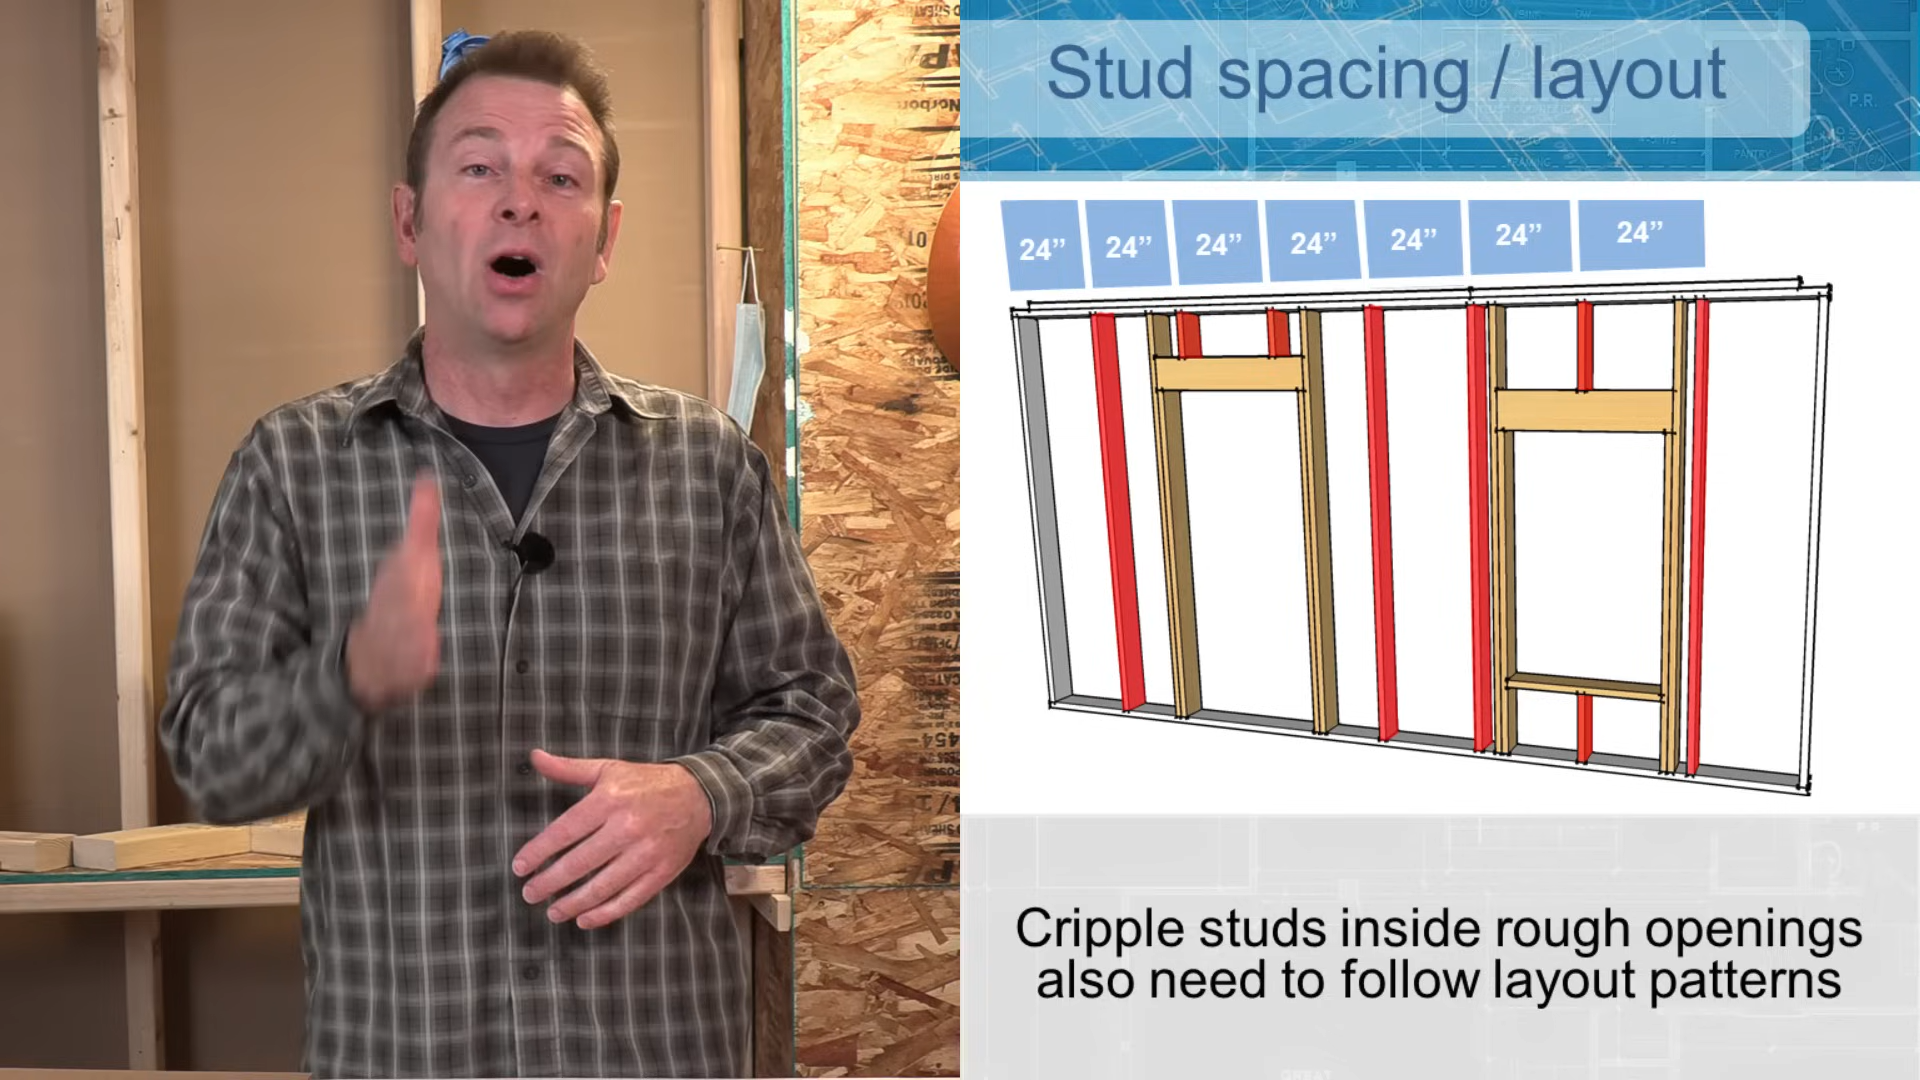 Stud spacing / layout
P.R.
24” 24” 24” 24” 24” 24” 24”
Cripple studs inside rough openings
also need to follow layout patterns